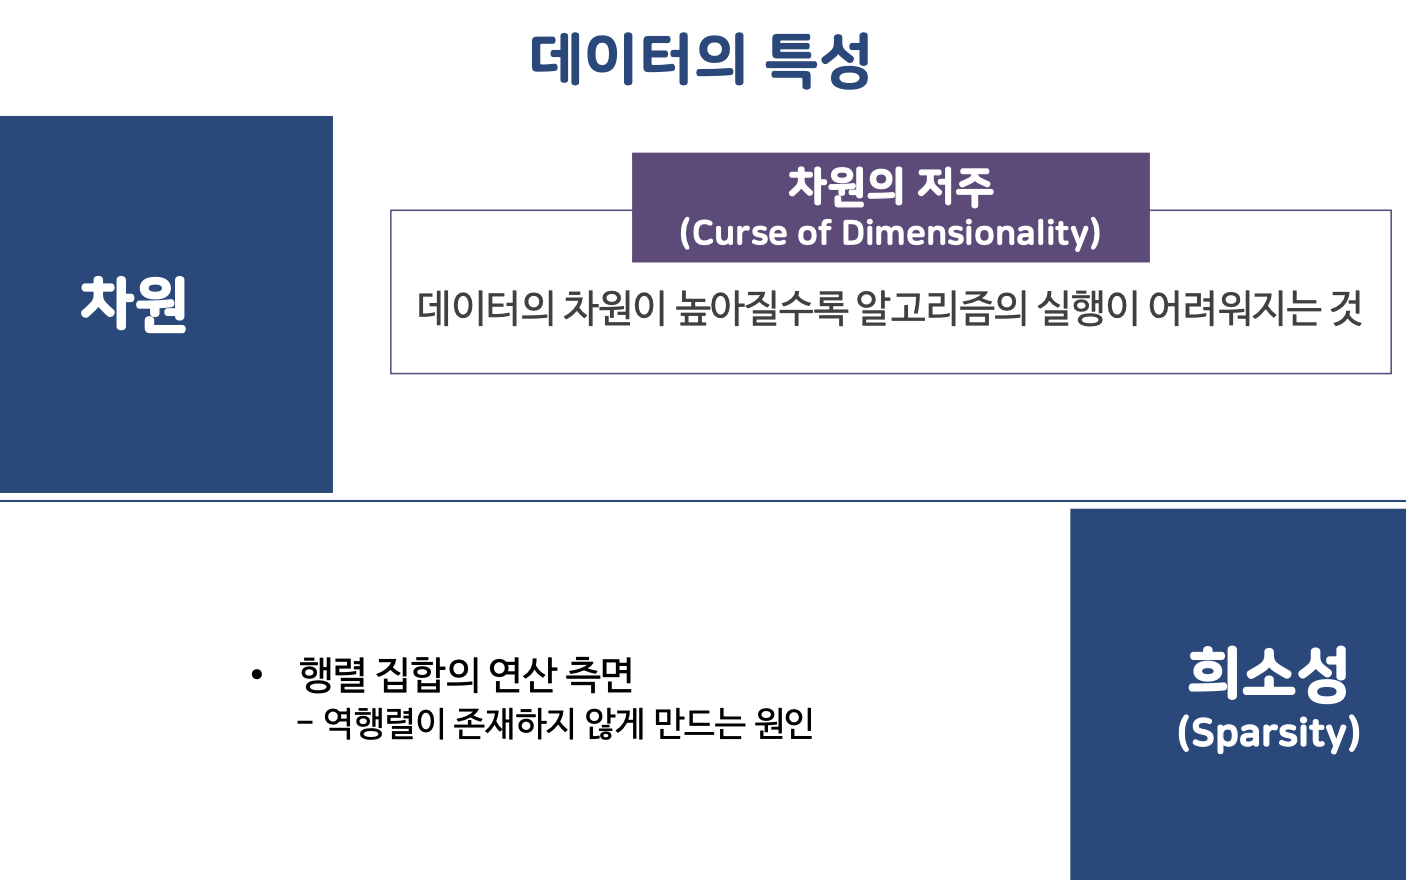 데이터의 특성
차원
차원의 저주
(Curse of Dimensionality)
데이터의 차원이 높아질수록 알고리즘의 실행이 어려워지는 것
• 행렬 집합의 연산 측면
- 역행렬이 존재하지 않게 만드는 원인
희소성
(Sparsity)